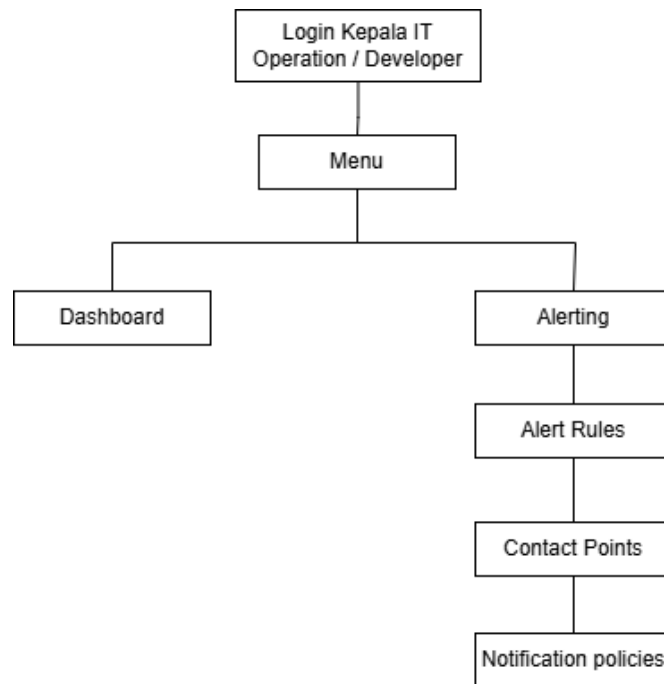 Login Kepala IT
Operation / Developer
Menu
Dashboard
Alerting
Alert Rules
Contact Points
Notification policies